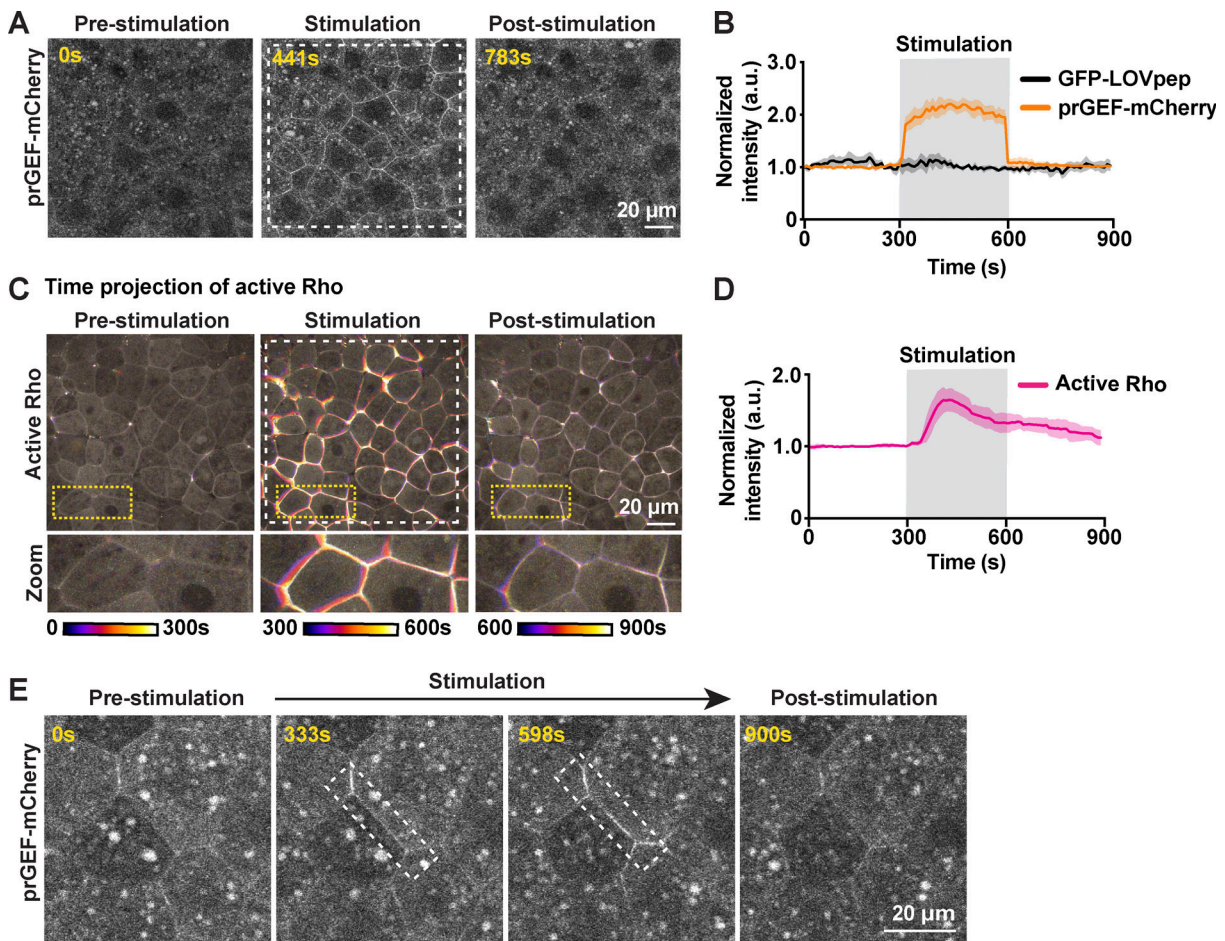 A
Pre-stimulation
Stimulation
Post-stimulation
prGEF-mCherry
0s
441s
783s
20 µm
B
Stimulation
GFP-LOVpep
prGEF-mCherry
Normalized
intensity (a.u.)
3.0
2.0
1.0
0
0 300 600 900
Time (s)
C Time projection of active Rho
Pre-stimulation
Stimulation
Post-stimulation
Active Rho
20 µm
Zoom
0 300s
300 600s
600 900s
D
Stimulation
Active Rho
Normalized
intensity (a.u.)
2.0
1.0
0
0 300 600 900
Time (s)
E
Pre-stimulation
Stimulation
Post-stimulation
prGEF-mCherry
0s
333s
598s
900s
20 µm